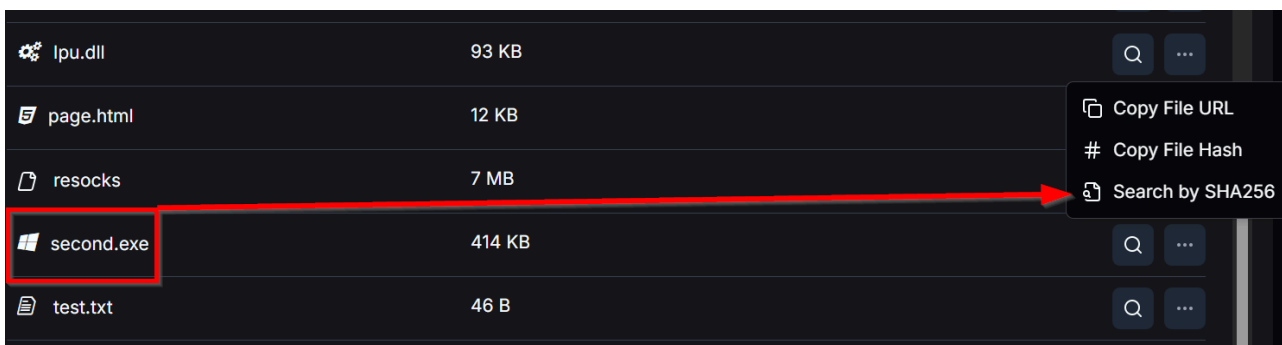 lpu.dll 93 KB
Copy File URL
page.html 12 KB
# Copy File Hash
resocks 7 MB
Search by SHA256
second.exe 414 KB
test.txt 46 B